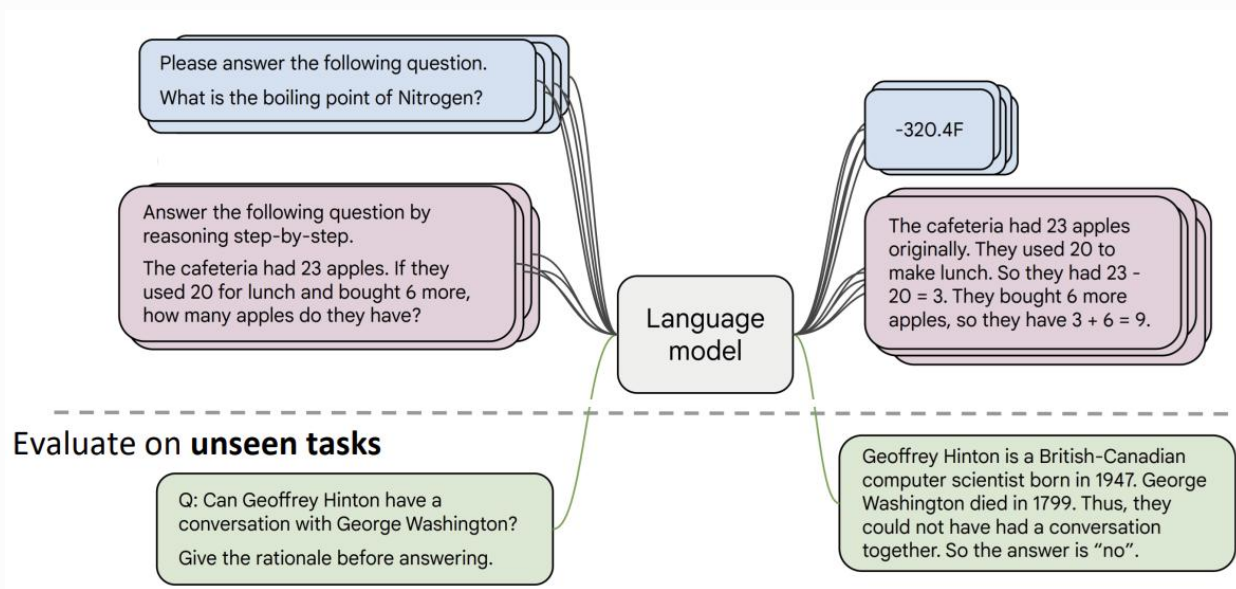 Please answer the following question.
What is the boiling point of Nitrogen?
-320.4F
Answer the following question by
reasoning step-by-step.
The cafeteria had 23 apples. If they
used 20 for lunch and bought 6 more,
how many apples do they have?
Language
model
The cafeteria had 23 apples
originally. They used 20 to
make lunch. So they had 23 -
20 = 3. They bought 6 more
apples, so they have 3 + 6 = 9.
Evaluate on unseen tasks
Q: Can Geoffrey Hinton have a
conversation with George Washington?
Give the rationale before answering.
Geoffrey Hinton is a British-Canadian
computer scientist born in 1947. George
Washington died in 1799. Thus, they
could not have had a conversation
together. So the answer is “no”.